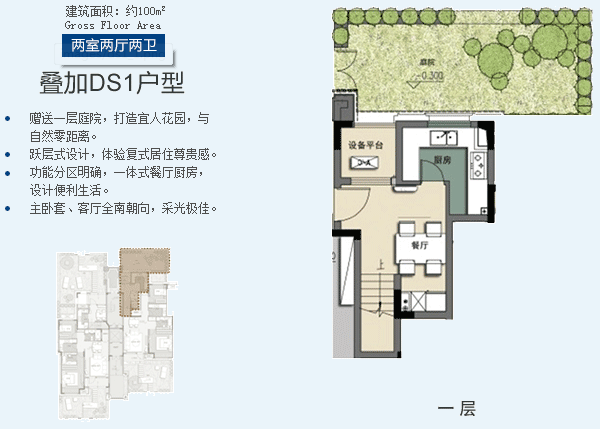 建筑面积：约100㎡
Gross Floor Area
两室两厅两卫
叠加DS1户型
赠送一层庭院，打造宜人花园，与
自然零距离。
跃层式设计，体验复式居住尊贵感。
功能分区明确，一体式餐厅厨房，
设计便利生活。
主卧套、客厅全南朝向，采光极佳。
庭院
-0.300
设备平台
厨房
餐厅
上
一层